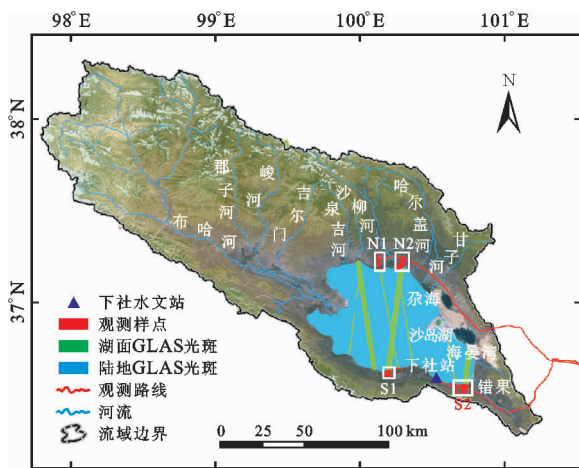 98°E 99°E 100°E 101°E
38°N
37°N
N
布哈河
郡子河
峻河
吉尔门
泉吉河
沙柳河
哈尔盖河
甘子河
N1 N2
尕海
沙岛湖
海晏湾
下社站
S1
S2
错果
下社水文站
观测样点
湖面GLAS光斑
陆地GLAS光斑
观测路线
河流
流域边界
0 25 50 100 km